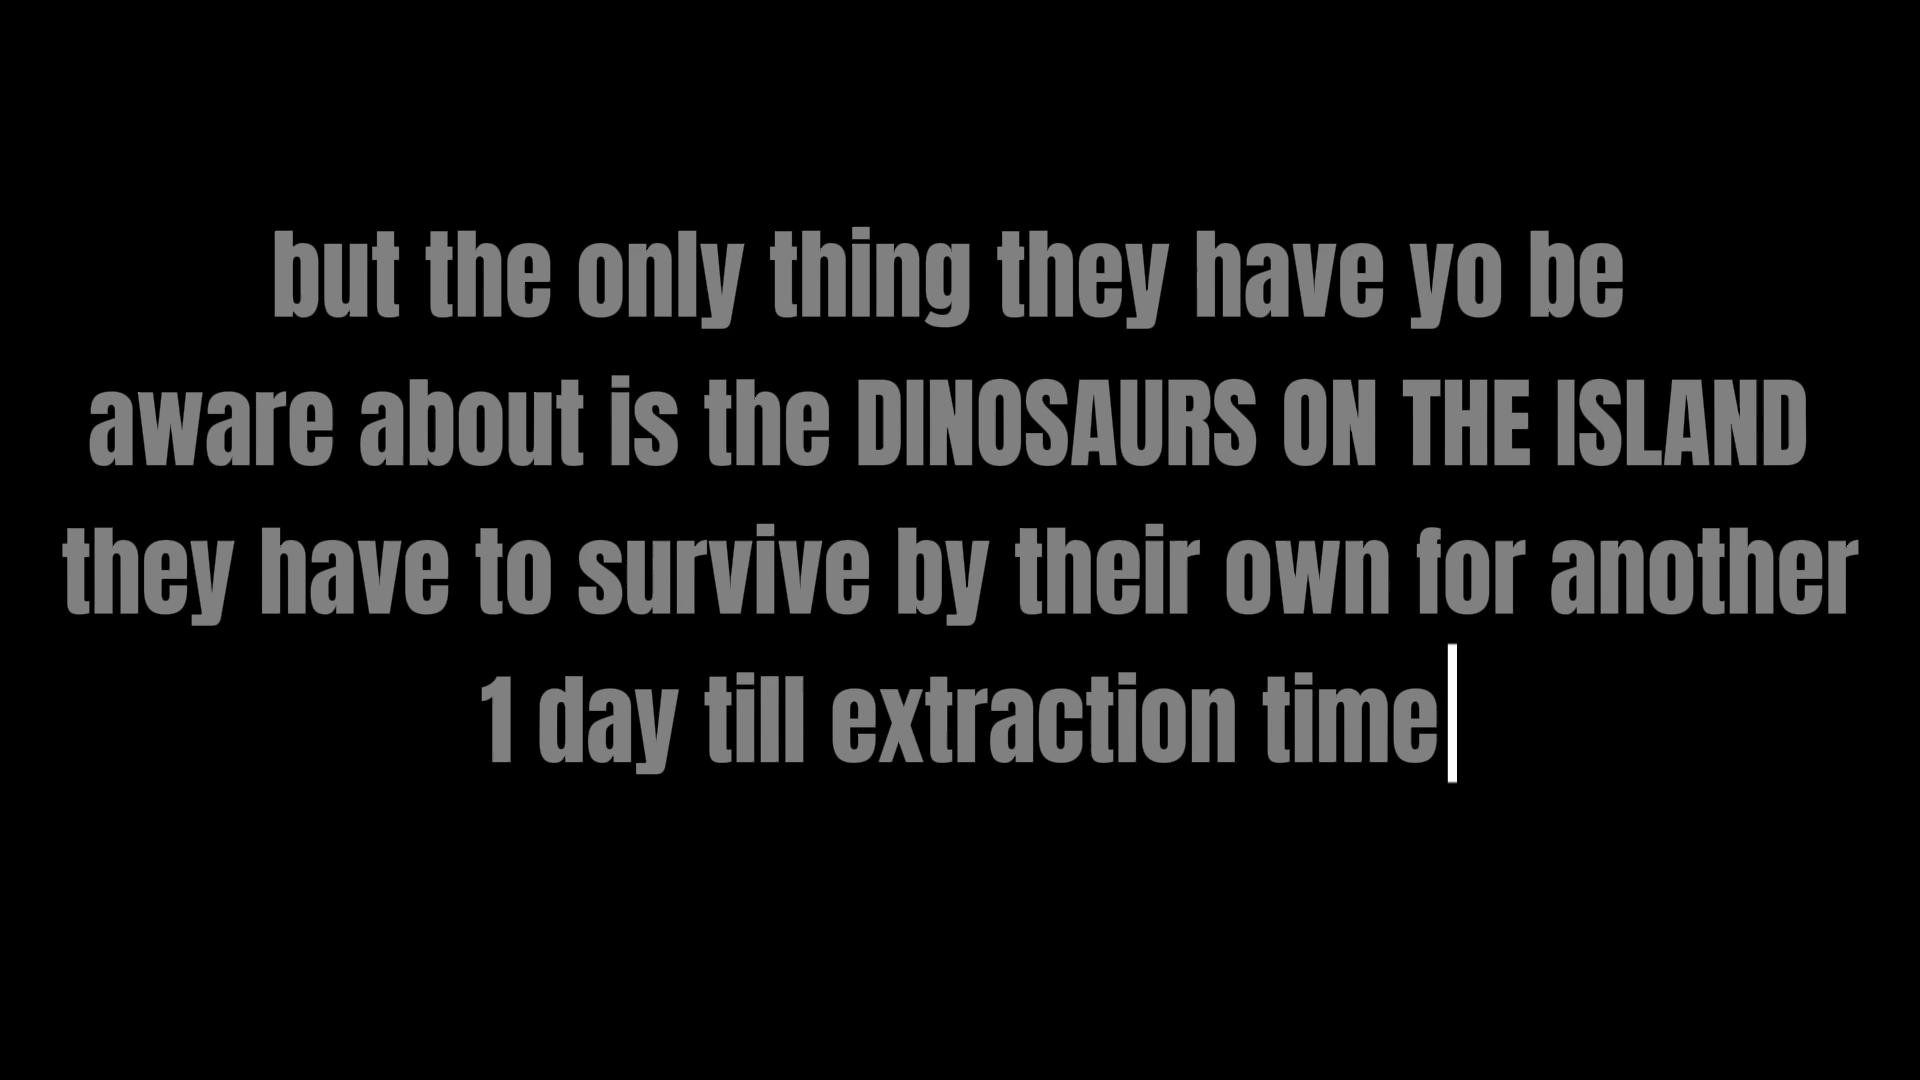 but the only thing they have yo be
aware about is the DINOSAURS ON THE ISLAND
they have to survive by their own for another
1 day till extraction time